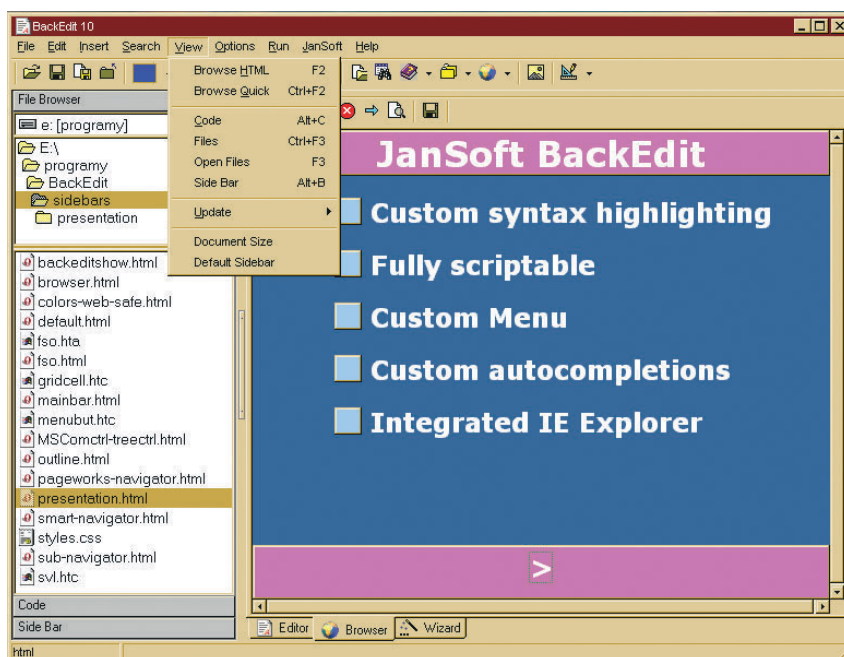 BackEdit 10
File Edit Insert Search View Options Run JanSoft Help
Browse HTML F2
Browse Quick Ctrl+F2
Code Alt+C
Files Ctrl+F3
Open Files F3
Side Bar Alt+B
Update
Document Size
Default Sidebar
File Browser
e: [programy]
E:\
programy
BackEdit
sidebars
presentation
backeditshow.html
browser.html
colors-web-safe.html
default.html
fso.hta
fso.html
gridcell.htc
mainbar.html
menubut.htc
MSComctrl-treectrl.html
outline.html
pageworks-navigator.html
presentation.html
smart-navigator.html
styles.css
sub-navigator.html
svl.htc
Code
Side Bar
html
JanSoft BackEdit
Custom syntax highlighting
Fully scriptable
Custom Menu
Custom autocompletions
Integrated IE Explorer
>
Editor Browser Wizard